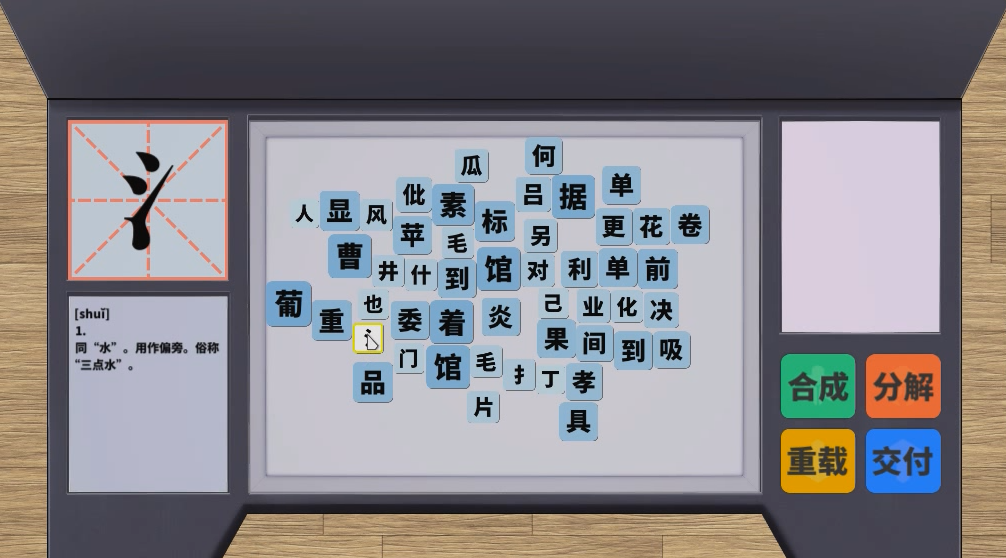 氵
[shuǐ]
1.
同“水”。用作偏旁。俗称
“三点水”。
瓜 何
仳 素 吕 据 单
人 显 风 标 更 花 卷
苹 毛 另
曹 井 什 到 馆 对 利 单 前
葡 也 己 业 化 决
重 委 着 炎
氵 果 间 到 吸
门 馆 毛 扌 丁 孝
品
片 具
合成 分解
重载 交付